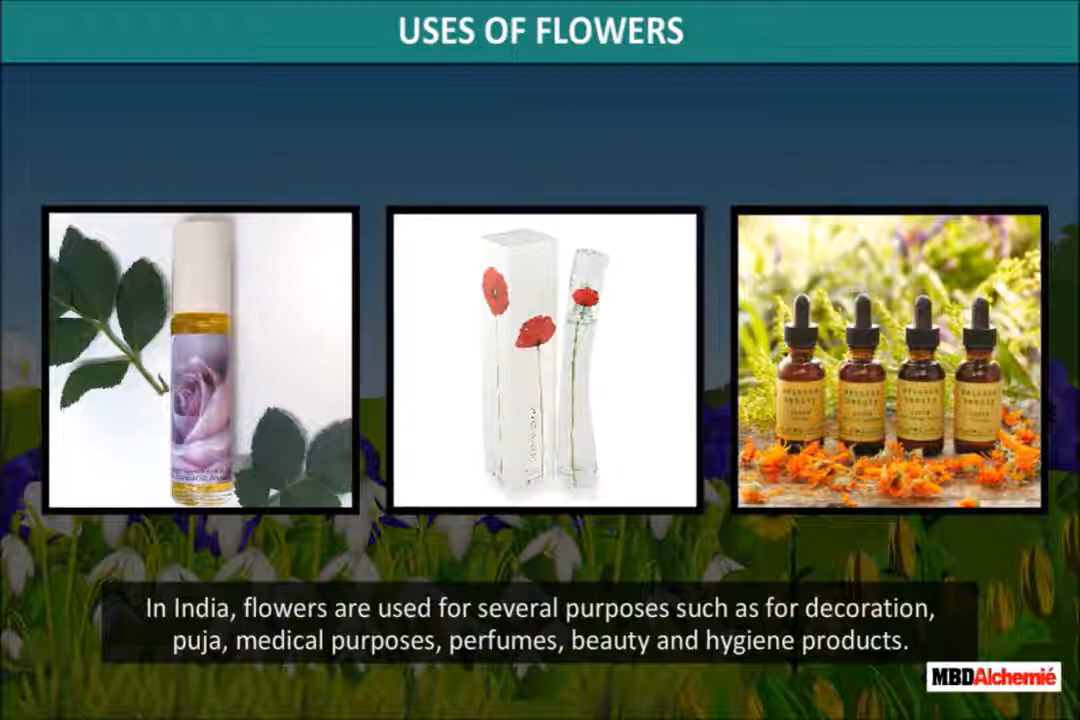 USES OF FLOWERS
In India, flowers are used for several purposes such as for decoration,
puja, medical purposes, perfumes, beauty and hygiene products.
MBDAlchemié